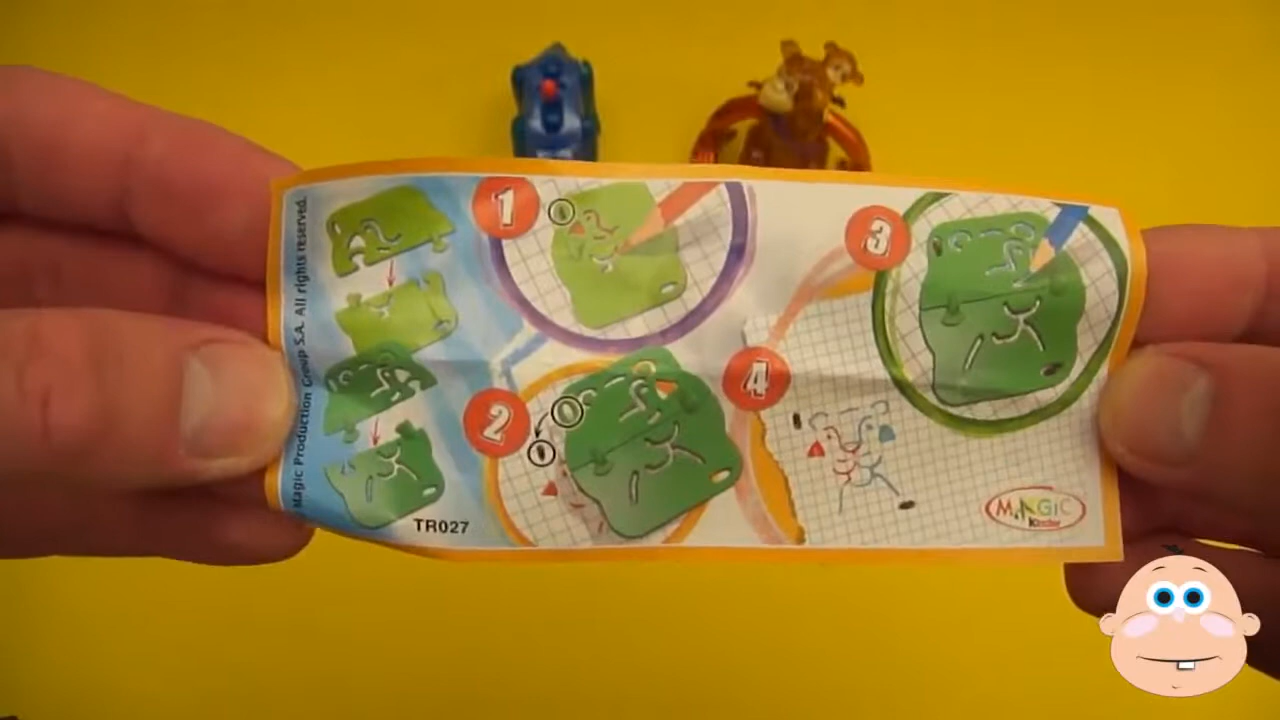 Magic Production Group S.A. All rights reserved.
1
2
3
4
TR027
MAGIC
Kinder